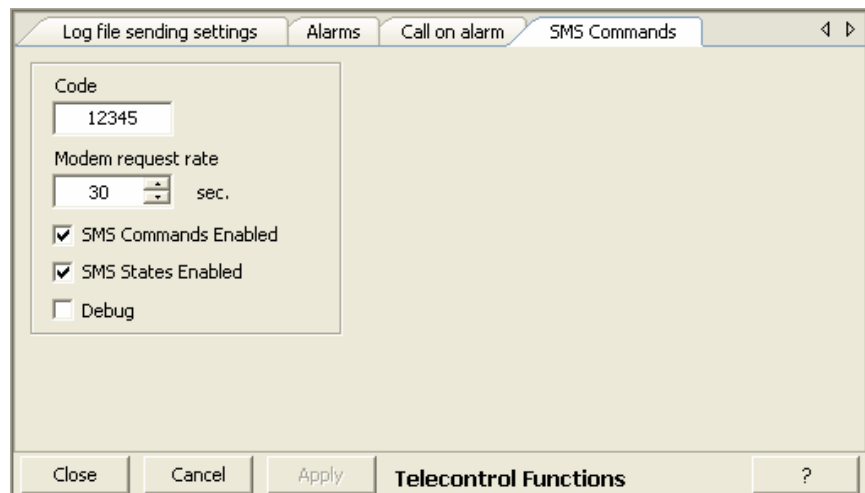 Log file sending settings Alarms Call on alarm SMS Commands
Code
12345
Modem request rate
30 sec.
SMS Commands Enabled
SMS States Enabled
Debug
Close Cancel Apply Telecontrol Functions ?